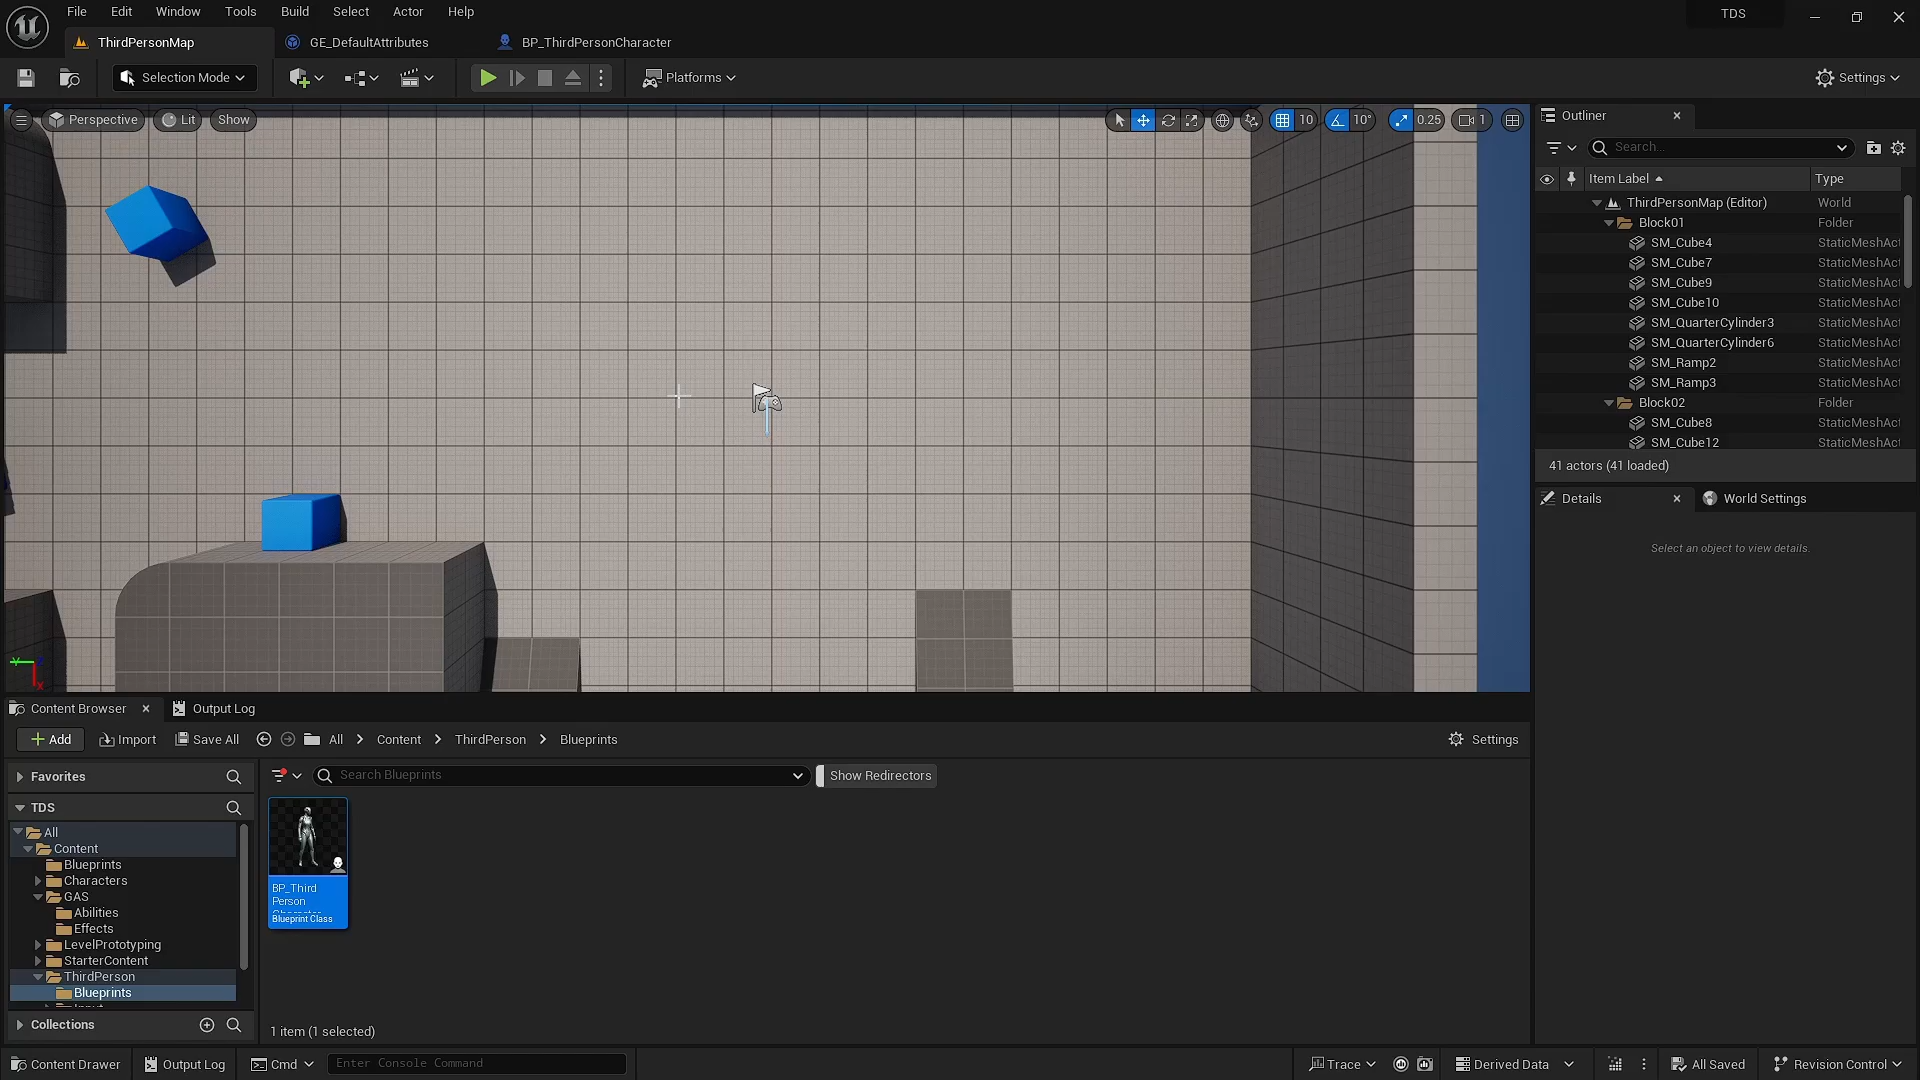 File Edit Window Tools Build Select Actor Help
TDS
ThirdPersonMap
GE_DefaultAttributes
BP_ThirdPersonCharacter
Selection Mode
Platforms
Settings
Perspective
Lit
Show
10
10°
0.25
1
Outliner
Search...
Item Label
Type
ThirdPersonMap (Editor) World
Block01 Folder
SM_Cube4 StaticMeshAct
SM_Cube7 StaticMeshAct
SM_Cube9 StaticMeshAct
SM_Cube10 StaticMeshAct
SM_QuarterCylinder3 StaticMeshAct
SM_QuarterCylinder6 StaticMeshAct
SM_Ramp2 StaticMeshAct
SM_Ramp3 StaticMeshAct
Block02 Folder
SM_Cube8 StaticMeshAct
SM_Cube12 StaticMeshAct
41 actors (41 loaded)
Details
World Settings
Select an object to view details.
Y
X
Content Browser
Output Log
Add
Import
Save All
All
Content
ThirdPerson
Blueprints
Settings
Favorites
Search Blueprints
Show Redirectors
TDS
All
Content
Blueprints
Characters
GAS
Abilities
Effects
LevelPrototyping
StarterContent
ThirdPerson
Blueprints
BP_Third
Person
Blueprint Class
Collections
1 item (1 selected)
Content Drawer
Output Log
Cmd
Enter Console Command
Trace
Derived Data
All Saved
Revision Control